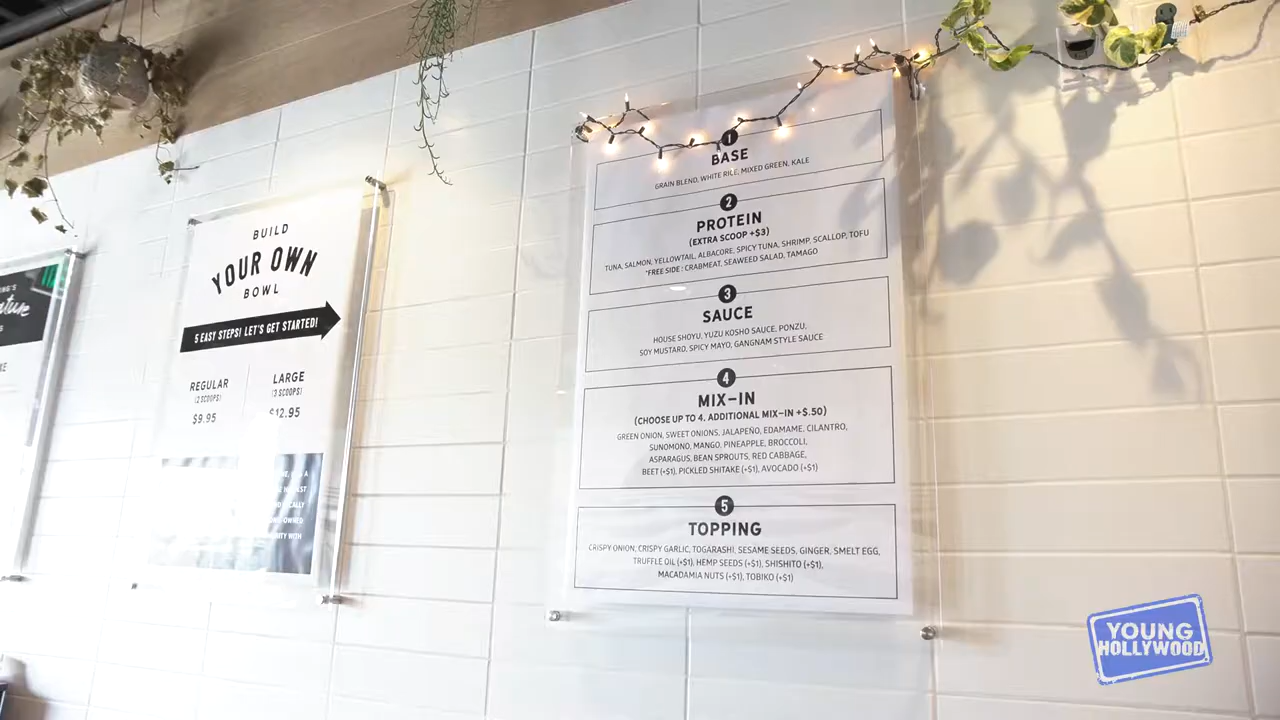 BUILD
YOUR OWN
BOWL
5 EASY STEPS! LET'S GET STARTED!
REGULAR
(2 SCOOPS)
$9.95
LARGE
(3 SCOOPS)
$12.95
1
BASE
GRAIN BLEND, WHITE RICE, MIXED GREEN, KALE
2
PROTEIN
(EXTRA SCOOP +$3)
TUNA, SALMON, YELLOWTAIL, ALBACORE, SPICY TUNA, SHRIMP, SCALLOP, TOFU
*FREE SIDE: CRABMEAT, SEAWEED SALAD, TAMAGO
3
SAUCE
HOUSE SHOYU, YUZU KOSHO SAUCE, PONZU,
SOY MUSTARD, SPICY MAYO, GANGNAM STYLE SAUCE
4
MIX-IN
(CHOOSE UP TO 4. ADDITIONAL MIX-IN +$.50)
GREEN ONION, SWEET ONIONS, JALAPEÑO, EDAMAME, CILANTRO,
SUNOMONO, MANGO, PINEAPPLE, BROCCOLI,
ASPARAGUS, BEAN SPROUTS, RED CABBAGE,
BEET (+$1), PICKLED SHITAKE (+$1), AVOCADO (+$1)
5
TOPPING
CRISPY ONION, CRISPY GARLIC, TOGARASHI, SESAME SEEDS, GINGER, SMELT EGG,
TRUFFLE OIL (+$1), HEMP SEEDS (+$1), SHISHITO (+$1),
MACADAMIA NUTS (+$1), TOBIKO (+$1)
YOUNG
HOLLYWOOD